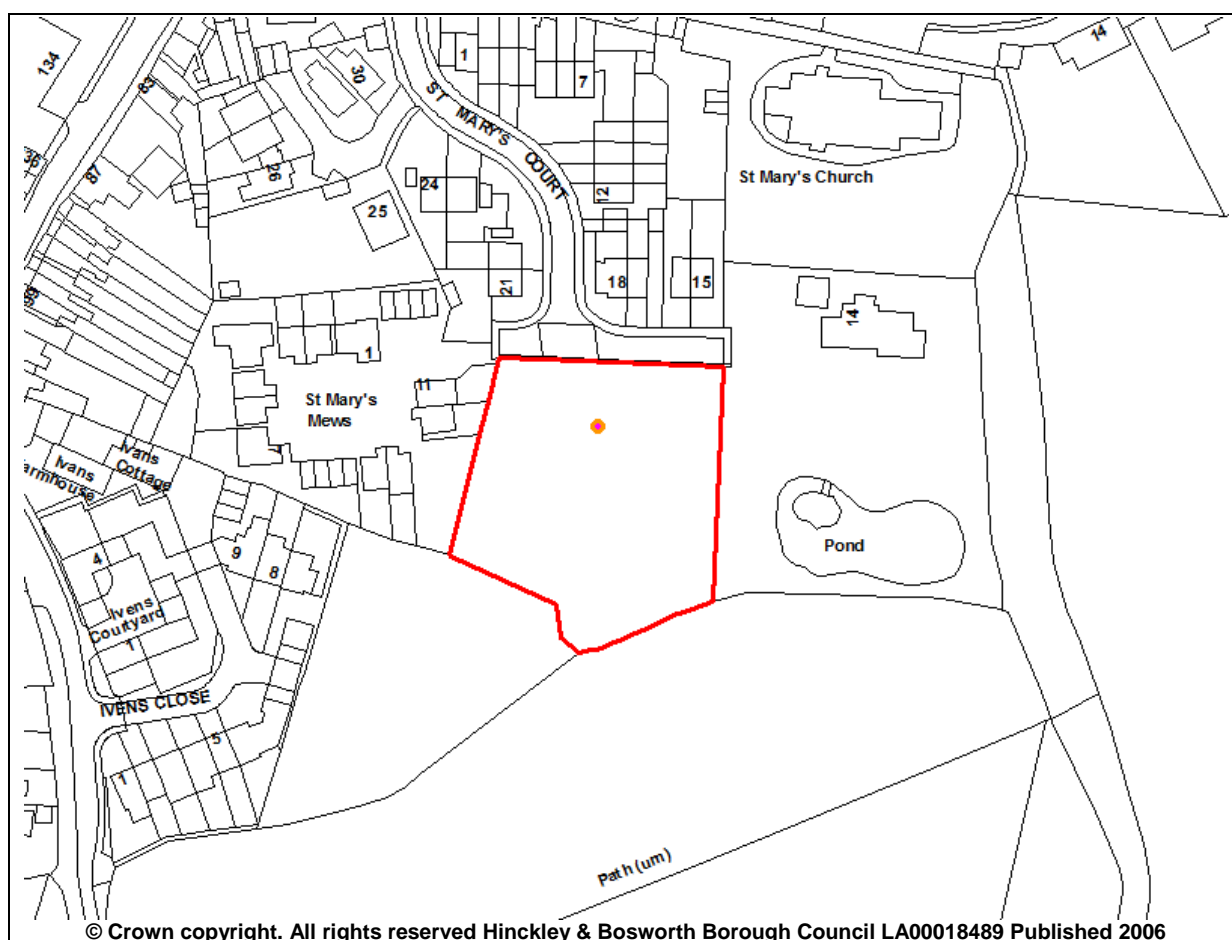 134
83
36
87
99
30
26
25
24
21
1
7
ST MARY'S COURT
12
18
15
14
St Mary's Church
14
1
St Mary's
Mews
11
Pond
Ivans
Cottage
Ivans
4
9
8
Ivens
Courtyard
1
IVENS CLOSE
5
1
Path (um)
© Crown copyright. All rights reserved Hinckley & Bosworth Borough Council LA00018489 Published 2006